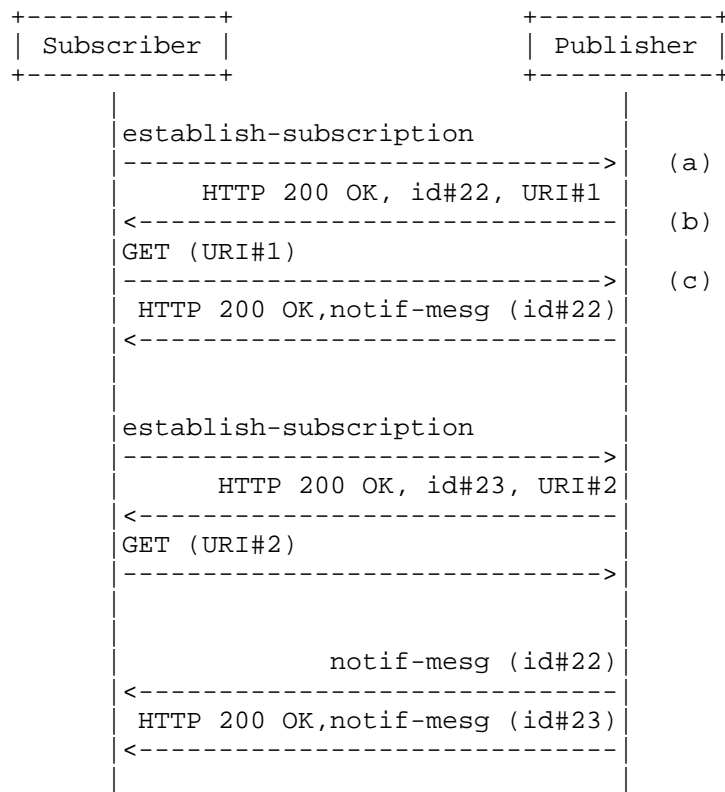 Subscriber Publisher
establish-subscription
(a)
HTTP 200 OK, id#22, URI#1
(b)
GET (URI#1)
(c)
HTTP 200 OK,notif-mesg (id#22)
establish-subscription
HTTP 200 OK, id#23, URI#2
GET (URI#2)
notif-mesg (id#22)
HTTP 200 OK,notif-mesg (id#23)